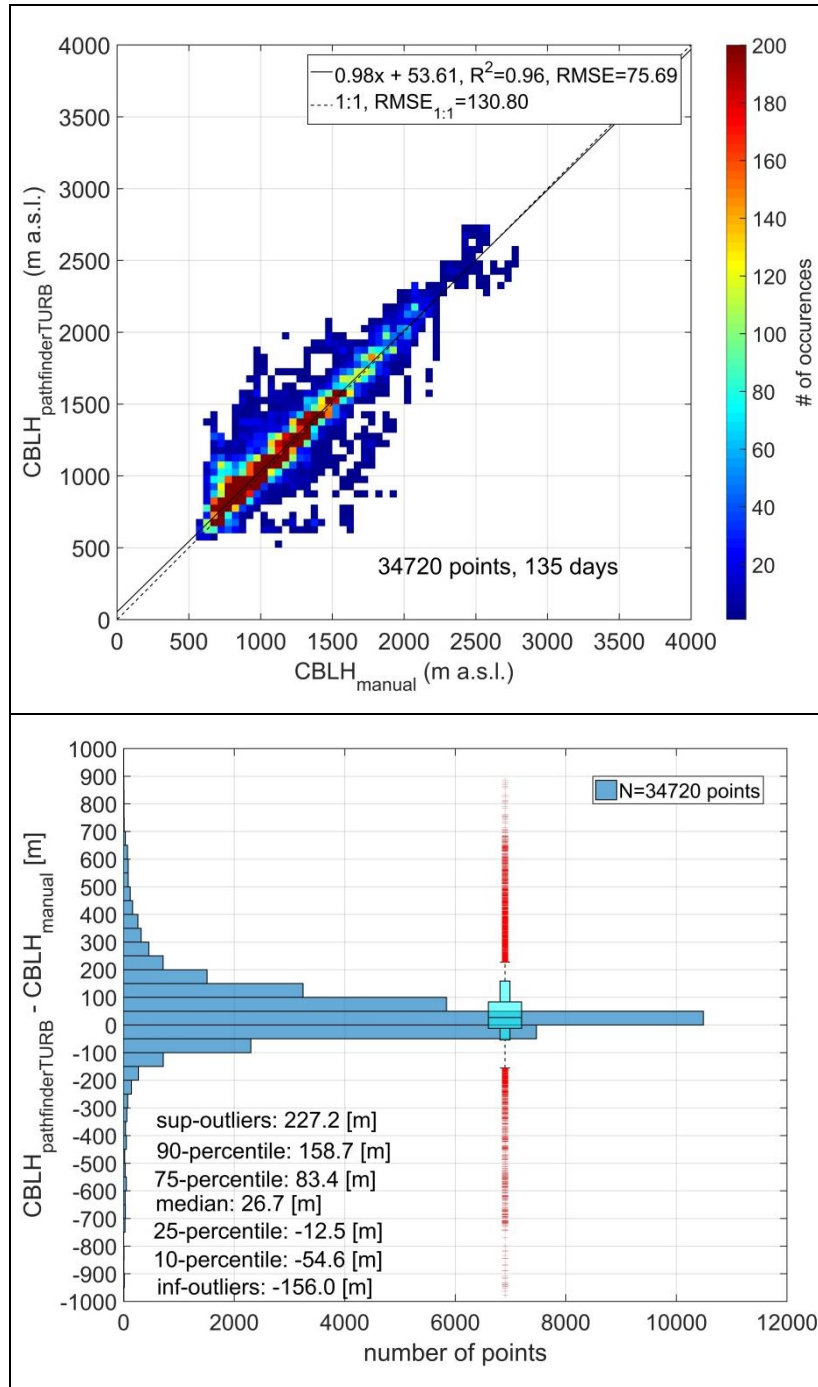 4000
3500
3000
2500
2000
1500
1000
500
0
CBLH_pathfinderTURB (m a.s.l.)
0.98x + 53.61, R^2=0.96, RMSE=75.69
1:1, RMSE_1:1=130.80
34720 points, 135 days
0 500 1000 1500 2000 2500 3000 3500 4000
CBLH_manual (m a.s.l.)
200
180
160
140
120
100
80
60
40
20
# of occurences
1000
900
800
700
600
500
400
300
200
100
0
-100
-200
-300
-400
-500
-600
-700
-800
-900
-1000
CBLH_pathfinderTURB - CBLH_manual [m]
N=34720 points
sup-outliers: 227.2 [m]
90-percentile: 158.7 [m]
75-percentile: 83.4 [m]
median: 26.7 [m]
25-percentile: -12.5 [m]
10-percentile: -54.6 [m]
inf-outliers: -156.0 [m]
0 2000 4000 6000 8000 10000 12000
number of points